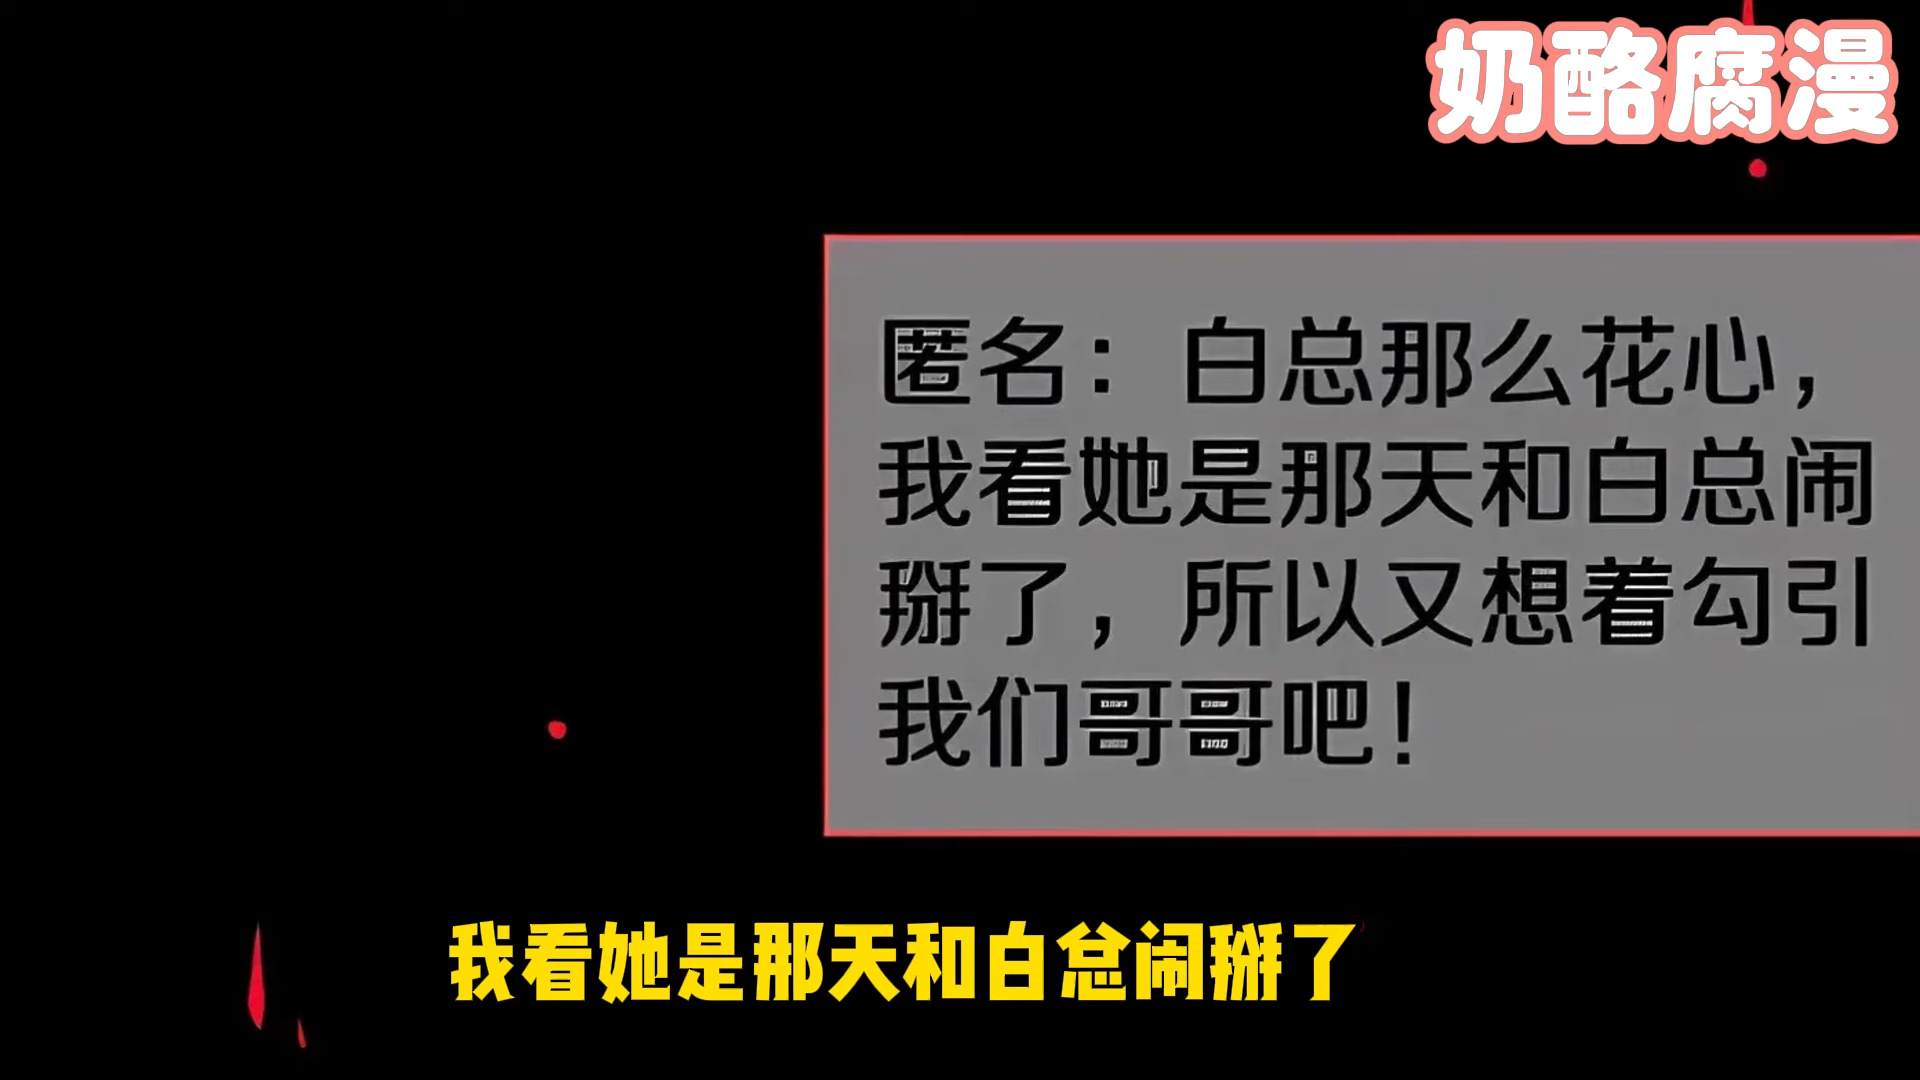 奶酪腐漫
匿名：白总那么花心，
我看她是那天和白总闹
掰了，所以又想着勾引
我们哥哥吧！
我看她是那天和白总闹掰了